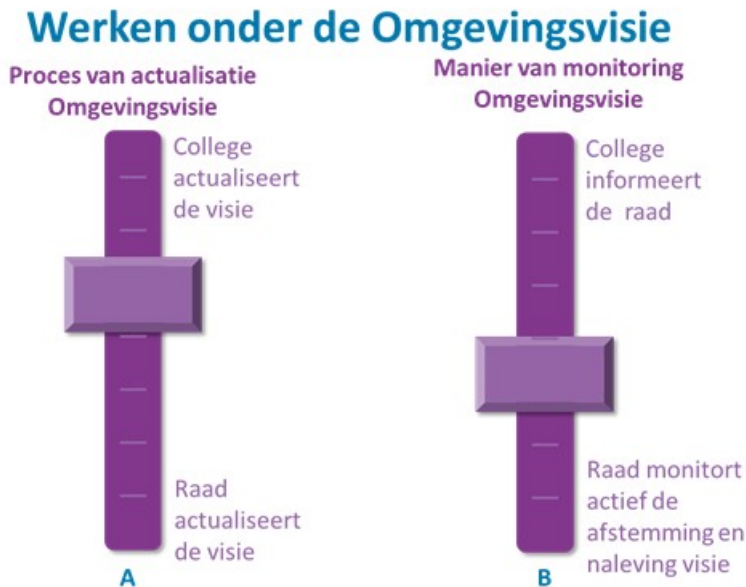 Werken onder de Omgevingsvisie
Proces van actualisatie
Omgevingsvisie
College
actualiseert
de visie
Raad
actualiseert
de visie
A
Manier van monitoring
Omgevingsvisie
College
informeert
de raad
Raad monitort
actief de
afstemming en
naleving visie
B